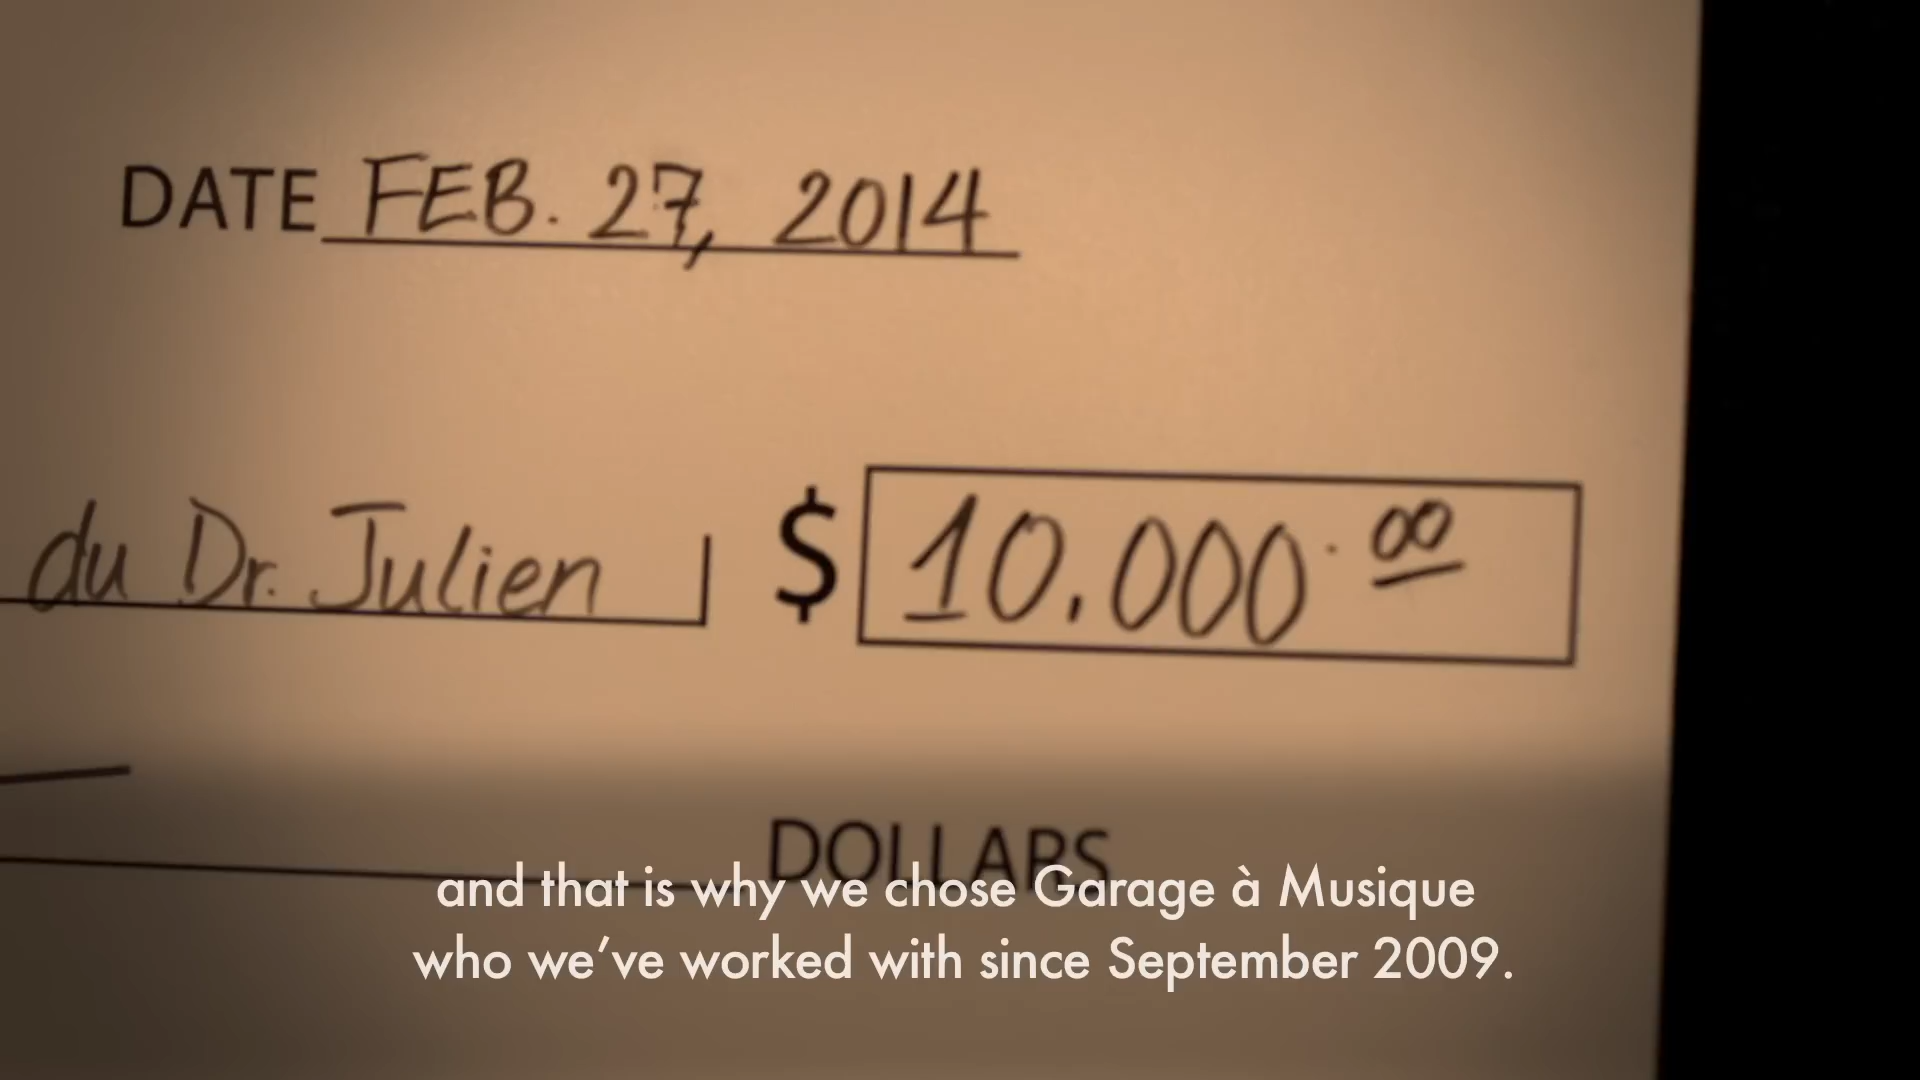 DATE FEB. 27, 2014
du Dr. Julien $ 10.000.00
DOLLARS
and that is why we chose Garage à Musique
who we've worked with since September 2009.